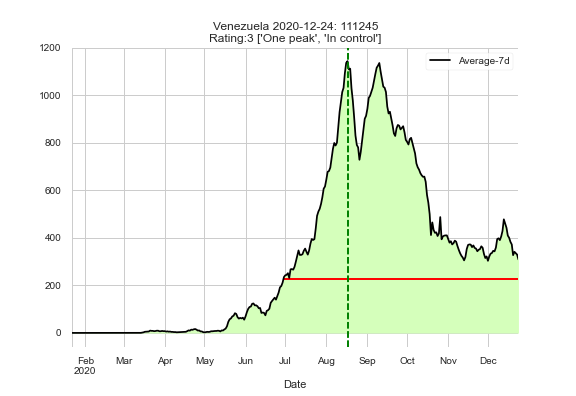 Venezuela 2020-12-24: 111245
Rating:3 ['One peak', 'In control']
Average-7d
1200
1000
800
600
400
200
0
Feb Mar Apr May Jun Jul Aug Sep Oct Nov Dec
2020
Date